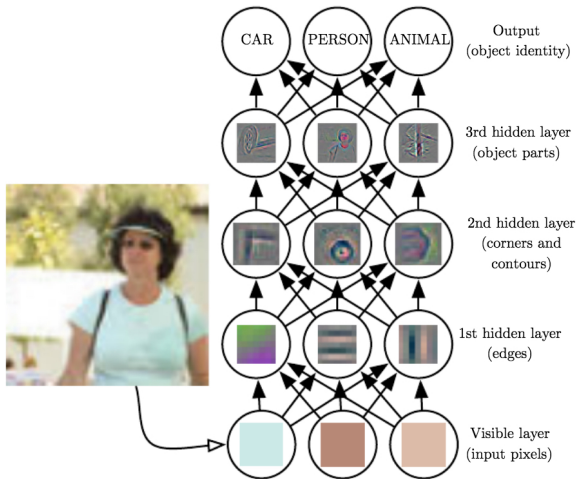 CAR
PERSON
ANIMAL
Output
(object identity)
3rd hidden layer
(object parts)
2nd hidden layer
(corners and
contours)
1st hidden layer
(edges)
Visible layer
(input pixels)